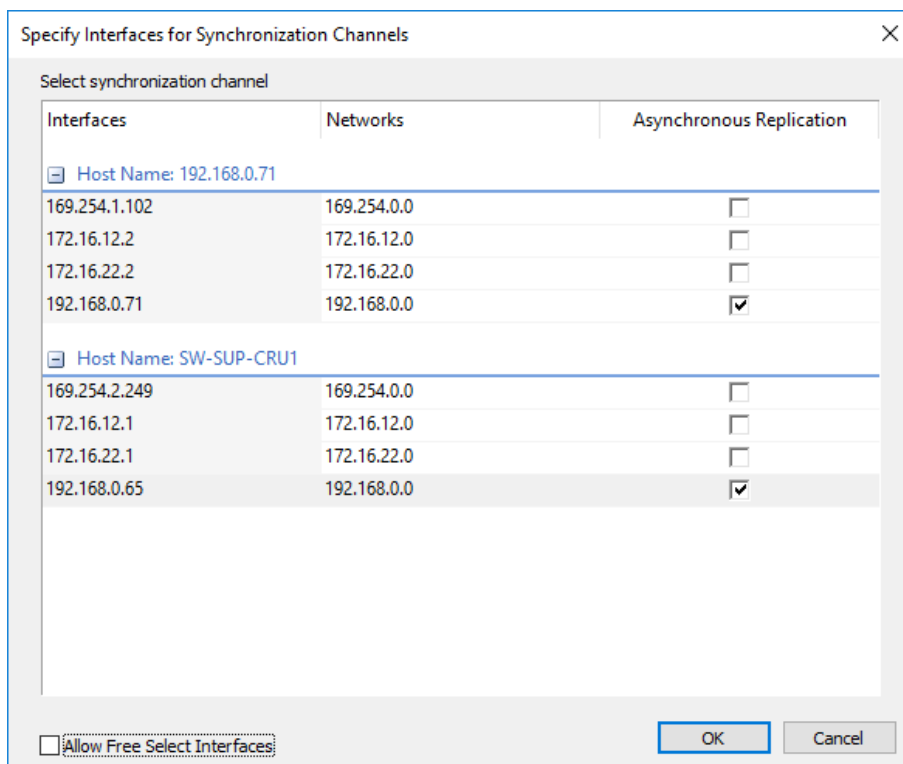 Specify Interfaces for Synchronization Channels
Select synchronization channel
Interfaces Networks Asynchronous Replication
Host Name: 192.168.0.71
169.254.1.102 169.254.0.0
172.16.12.2 172.16.12.0
172.16.22.2 172.16.22.0
192.168.0.71 192.168.0.0
Host Name: SW-SUP-CRU1
169.254.2.249 169.254.0.0
172.16.12.1 172.16.12.0
172.16.22.1 172.16.22.0
192.168.0.65 192.168.0.0
Allow Free Select Interfaces OK Cancel